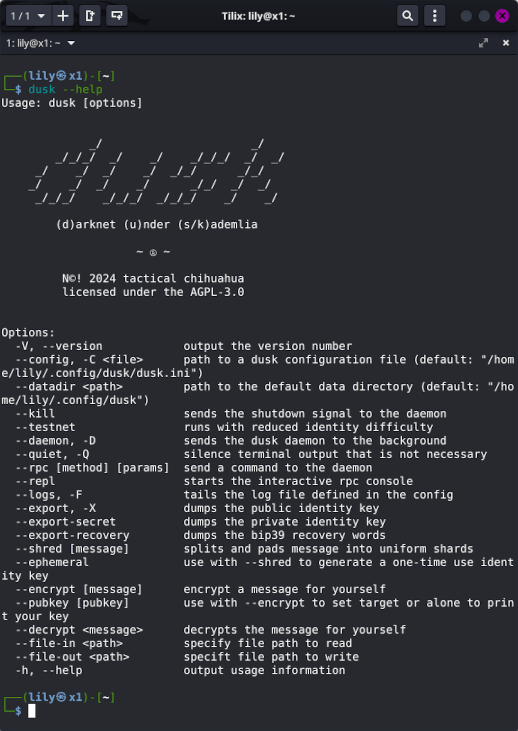 1 / 1
Tilix: lily@x1: ~
1: lily@x1: ~
┌──(lily㉿x1)-[~]
└─$ dusk --help
Usage: dusk [options]
            _/                      _/
       _/_/_/  _/    _/    _/_/_/  _/  _/
    _/    _/  _/    _/  _/_/      _/_/
   _/    _/  _/    _/      _/_/  _/  _/
    _/_/_/    _/_/_/  _/_/_/    _/    _/
(d)arknet (u)nder (s/k)ademlia
~ Ⓐ ~
N©! 2024 tactical chihuahua
licensed under the AGPL-3.0
Options:
-V, --version output the version number
--config, -C <file> path to a dusk configuration file (default: "/hom
e/lily/.config/dusk/dusk.ini")
--datadir <path> path to the default data directory (default: "/ho
me/lily/.config/dusk")
--kill sends the shutdown signal to the daemon
--testnet runs with reduced identity difficulty
--daemon, -D sends the dusk daemon to the background
--quiet, -Q silence terminal output that is not necessary
--rpc [method] [params] send a command to the daemon
--repl starts the interactive rpc console
--logs, -F tails the log file defined in the config
--export, -X dumps the public identity key
--export-secret dumps the private identity key
--export-recovery dumps the bip39 recovery words
--shred [message] splits and pads message into uniform shards
--ephemeral use with --shred to generate a one-time use ident
ity key
--encrypt [message] encrypt a message for yourself
--pubkey [pubkey] use with --encrypt to set target or alone to prin
t your key
--decrypt <message> decrypts the message for yourself
--file-in <path> specify file path to read
--file-out <path> specift file path to write
-h, --help output usage information
┌──(lily㉿x1)-[~]
└─$